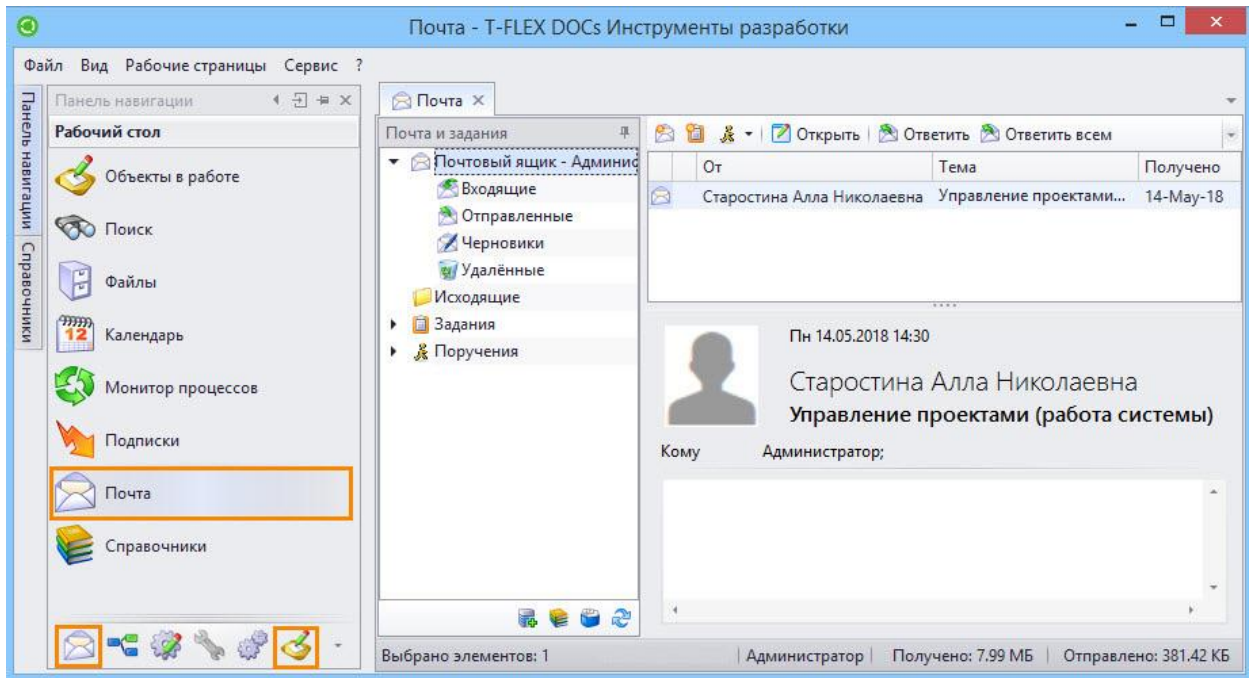 Почта - T-FLEX DOCs Инструменты разработки
Файл Вид Рабочие страницы Сервис ?
Панель навигации
Справочники
Панель навигации
Рабочий стол
Объекты в работе
Поиск
Файлы
12
Календарь
Монитор процессов
Подписки
Почта
Справочники
Почта
Почта и задания
Почтовый ящик - Админис
Входящие
Отправленные
Черновики
Удалённые
Исходящие
Задания
Поручения
Открыть Ответить Ответить всем
От Тема Получено
Старостина Алла Николаевна Управление проектами... 14-May-18
Пн 14.05.2018 14:30
Старостина Алла Николаевна
Управление проектами (работа системы)
Кому Администратор;
Выбрано элементов: 1 Администратор Получено: 7.99 МБ Отправлено: 381.42 КБ